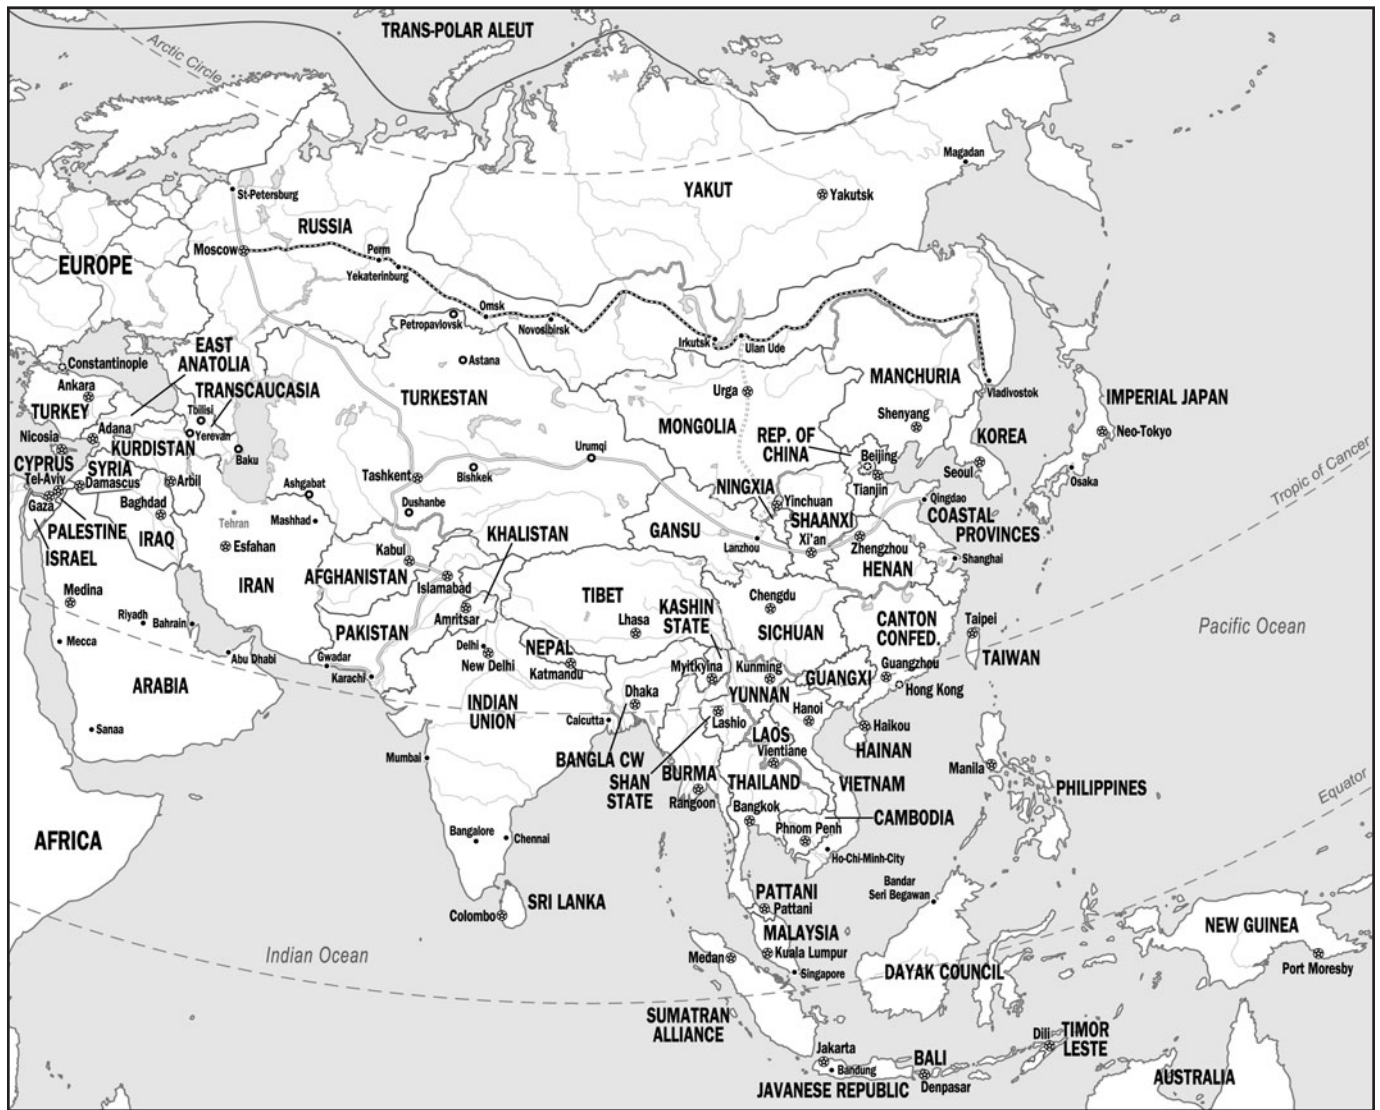 TRANS-POLAR ALEUT
Arctic Circle
Magadan
YAKUT
Yakutsk
St-Petersburg
RUSSIA
Moscow
Perm
Yekaterinburg
EUROPE
Omsk
Petropavlovsk
Novosibirsk
Irkutsk
Ulan Ude
EAST
ANATOLIA
Constantinople
Astana
Ankara
TRANSCAUCASIA
TURKESTAN
Urga
MANCHURIA
Vladivostok
IMPERIAL JAPAN
TURKEY
Tbilisi
Shenyang
MONGOLIA
Adana
Yerevan
Nicosia
KURDISTAN
Baku
Urumqi
REP. OF
CHINA
Beijing
KOREA
Neo-Tokyo
Tropic of Cancer
CYPRUS
SYRIA
Tel-Aviv
Damascus
Arbil
Tashkent
Bishkek
Seoul
Osaka
Ashgabat
NINGXIA
Tianjin
Gaza
Baghdad
Dushanbe
Yinchuan
Qingdao
Tehran
Mashhad
PALESTINE
KHALISTAN
GANSU
SHAANXI
COASTAL
PROVINCES
IRAQ
Esfahan
Lanzhou
Xi'an
Zhengzhou
ISRAEL
Kabul
Shanghai
IRAN
AFGHANISTAN
Islamabad
HENAN
Medina
TIBET
KASHIN
STATE
Chengdu
Riyadh
Bahrain
Amritsar
Lhasa
SICHUAN
CANTON
CONFED.
Taipei
Pacific Ocean
Mecca
PAKISTAN
Delhi
NEPAL
Abu Dhabi
Gwadar
New Delhi
Katmandu
Myitkyina
Kunming
Guangzhou
TAIWAN
Karachi
GUANGXI
ARABIA
Dhaka
YUNNAN
Hong Kong
INDIAN
UNION
Hanoi
Sanaa
Calcutta
Lashio
Haikou
LAOS
Mumbai
BANGLA CW
Vientiane
HAINAN
SHAN
STATE
BURMA
THAILAND
VIETNAM
Manila
PHILIPPINES
Equator
Rangoon
Bangkok
CAMBODIA
AFRICA
Bangalore
Chennai
Phnom Penh
Ho-Chi-Minh-City
Bandar
Seri Begawan
PATTANI
Pattani
SRI LANKA
Colombo
MALAYSIA
NEW GUINEA
Indian Ocean
Medan
Kuala Lumpur
Singapore
DAYAK COUNCIL
Port Moresby
SUMATRAN
ALLIANCE
Dili
TIMOR
LESTE
Jakarta
Bandung
BALI
Denpasar
JAVANESE REPUBLIC
AUSTRALIA